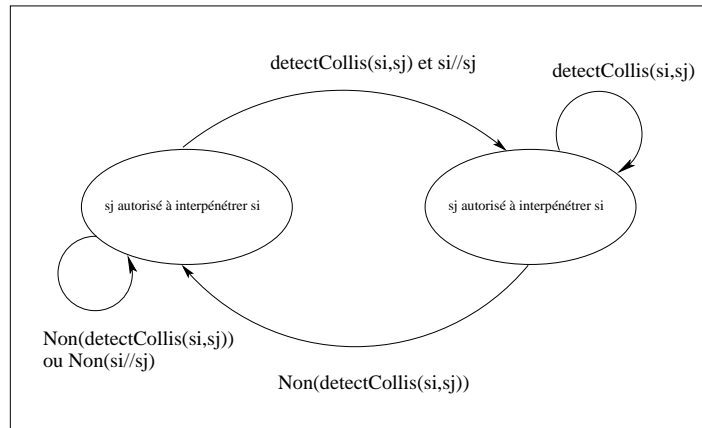 detectCollis(si,sj) et si//sj
detectCollis(si,sj)
sj autorisé à interpénétrer si
sj autorisé à interpénétrer si
Non(detectCollis(si,sj))
ou Non(si//sj)
Non(detectCollis(si,sj))